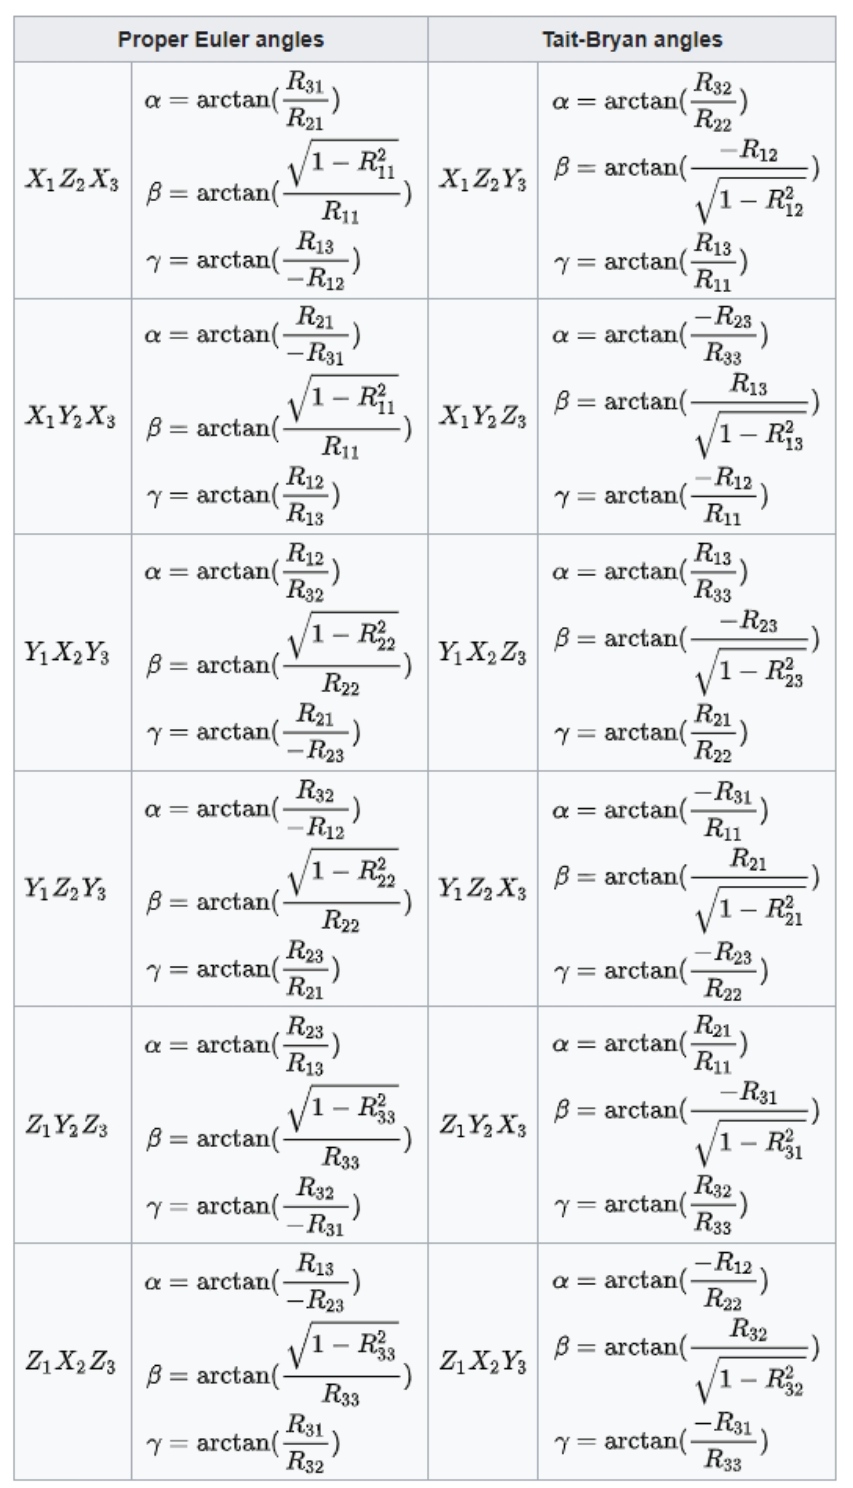 Proper Euler angles Tait-Bryan angles
X₁Z₂X₃ α = arctan(R₃₁/R₂₁) β = arctan(√(1 − R₁₁²)/R₁₁) γ = arctan(R₁₃/−R₁₂)
X₁Z₂Y₃ α = arctan(R₃₂/R₂₂) β = arctan(−R₁₂/√(1 − R₁₂²)) γ = arctan(R₁₃/R₁₁)
X₁Y₂X₃ α = arctan(R₂₁/−R₃₁) β = arctan(√(1 − R₁₁²)/R₁₁) γ = arctan(R₁₂/R₁₃)
X₁Y₂Z₃ α = arctan(−R₂₃/R₃₃) β = arctan(R₁₃/√(1 − R₁₃²)) γ = arctan(−R₁₂/R₁₁)
Y₁X₂Y₃ α = arctan(R₁₂/R₃₂) β = arctan(√(1 − R₂₂²)/R₂₂) γ = arctan(R₂₁/−R₂₃)
Y₁X₂Z₃ α = arctan(R₁₃/R₃₃) β = arctan(−R₂₃/√(1 − R₂₃²)) γ = arctan(R₂₁/R₂₂)
Y₁Z₂Y₃ α = arctan(R₃₂/−R₁₂) β = arctan(√(1 − R₂₂²)/R₂₂) γ = arctan(R₂₃/R₂₁)
Y₁Z₂X₃ α = arctan(−R₃₁/R₁₁) β = arctan(R₂₁/√(1 − R₂₁²)) γ = arctan(−R₂₃/R₂₂)
Z₁Y₂Z₃ α = arctan(R₂₃/R₁₃) β = arctan(√(1 − R₃₃²)/R₃₃) γ = arctan(R₃₂/−R₃₁)
Z₁Y₂X₃ α = arctan(R₂₁/R₁₁) β = arctan(−R₃₁/√(1 − R₃₁²)) γ = arctan(R₃₂/R₃₃)
Z₁X₂Z₃ α = arctan(R₁₃/−R₂₃) β = arctan(√(1 − R₃₃²)/R₃₃) γ = arctan(R₃₁/R₃₂)
Z₁X₂Y₃ α = arctan(−R₁₂/R₂₂) β = arctan(R₃₂/√(1 − R₃₂²)) γ = arctan(−R₃₁/R₃₃)